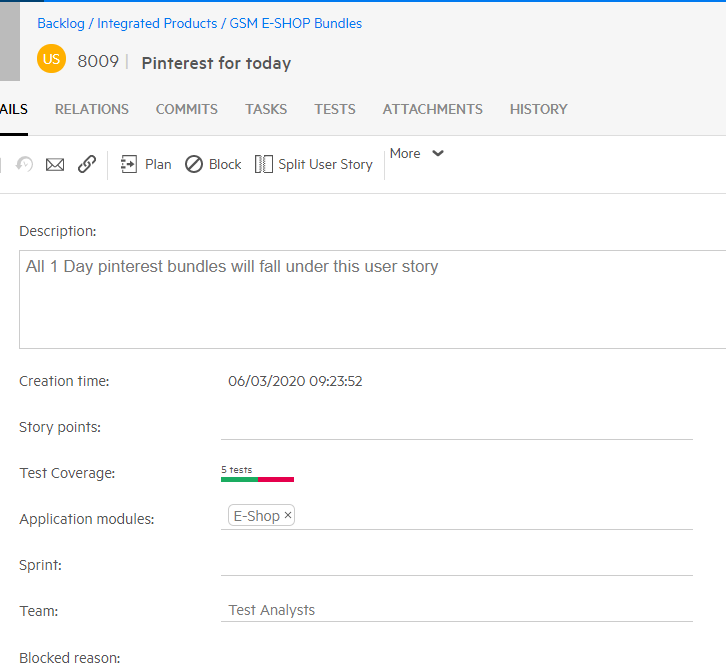 Backlog / Integrated Products / GSM E-SHOP Bundles
US 8009 | Pinterest for today
AILS RELATIONS COMMITS TASKS TESTS ATTACHMENTS HISTORY
Plan Block Split User Story More
Description:
All 1 Day pinterest bundles will fall under this user story
Creation time: 06/03/2020 09:23:52
Story points:
Test Coverage: 5 tests
Application modules: E-Shop ×
Sprint:
Team: Test Analysts
Blocked reason: